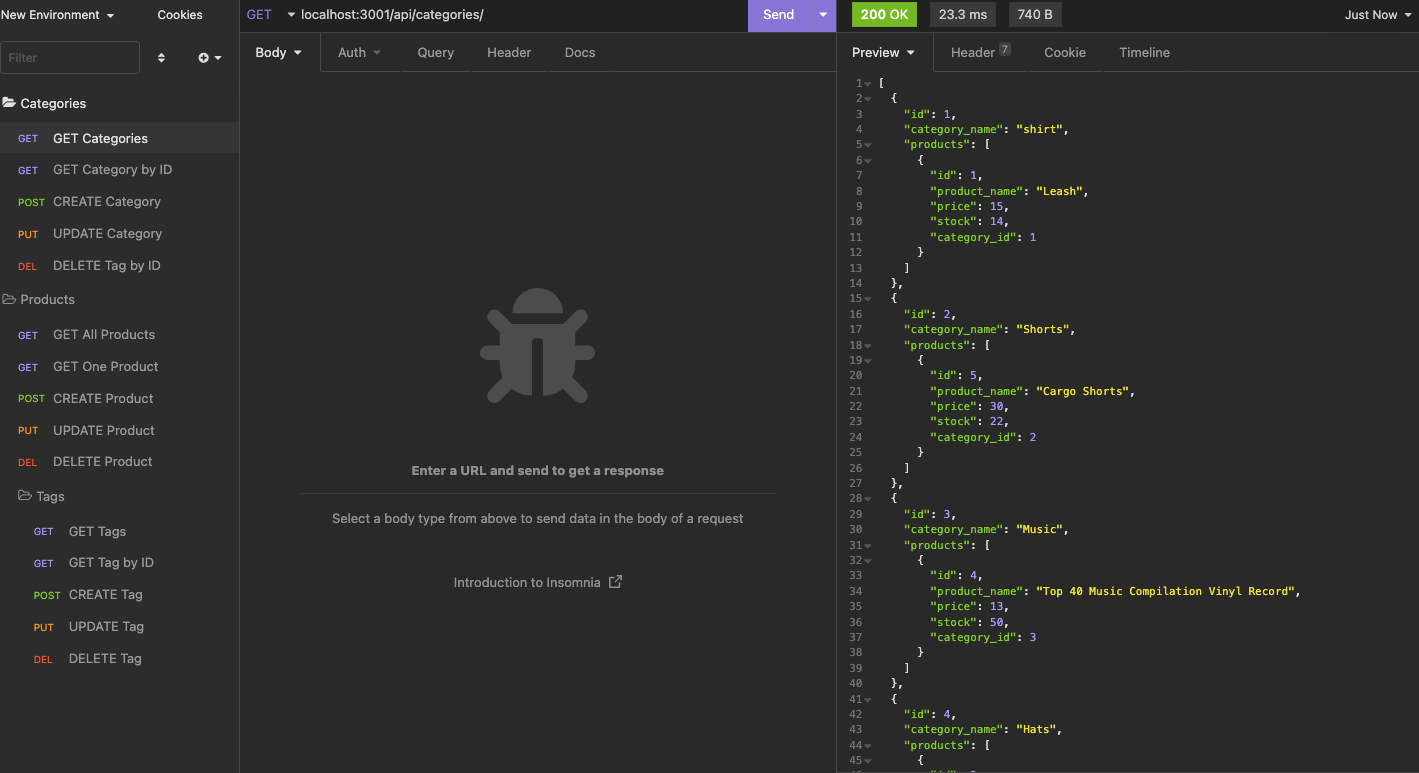 New Environment
Cookies
Filter
Categories
GET GET Categories
GET GET Category by ID
POST CREATE Category
PUT UPDATE Category
DEL DELETE Tag by ID
Products
GET GET All Products
GET GET One Product
POST CREATE Product
PUT UPDATE Product
DEL DELETE Product
Tags
GET GET Tags
GET GET Tag by ID
POST CREATE Tag
PUT UPDATE Tag
DEL DELETE Tag
GET localhost:3001/api/categories/ Send
Body Auth Query Header Docs
Enter a URL and send to get a response
Select a body type from above to send data in the body of a request
Introduction to Insomnia
200 OK 23.3 ms 740 B Just Now
Preview Header 7 Cookie Timeline
1 [
2 {
3 "id": 1,
4 "category_name": "shirt",
5 "products": [
6 {
7 "id": 1,
8 "product_name": "Leash",
9 "price": 15,
10 "stock": 14,
11 "category_id": 1
12 }
13 ]
14 },
15 {
16 "id": 2,
17 "category_name": "Shorts",
18 "products": [
19 {
20 "id": 5,
21 "product_name": "Cargo Shorts",
22 "price": 30,
23 "stock": 22,
24 "category_id": 2
25 }
26 ]
27 },
28 {
29 "id": 3,
30 "category_name": "Music",
31 "products": [
32 {
33 "id": 4,
34 "product_name": "Top 40 Music Compilation Vinyl Record",
35 "price": 13,
36 "stock": 50,
37 "category_id": 3
38 }
39 ]
40 },
41 {
42 "id": 4,
43 "category_name": "Hats",
44 "products": [
45 {